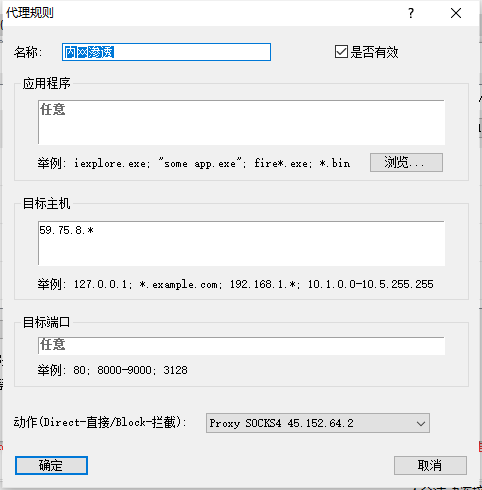 代理规则
名称:
内网渗透
是否有效
应用程序
任意
举例: iexplore.exe; "some app.exe"; fire*.exe; *.bin
浏览...
目标主机
59.75.8.*
举例: 127.0.0.1; *.example.com; 192.168.1.*; 10.1.0.0-10.5.255.255
目标端口
任意
举例: 80; 8000-9000; 3128
动作(Direct-直接/Block-拦截):
Proxy SOCKS4 45.152.64.2
确定
取消